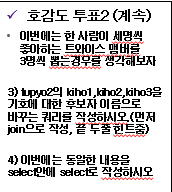 ✓ 호감도 투표2 (계속)
• 이번에는 한 사람이 세명씩
좋아하는 트와이스 멤버를
3명씩 뽑는경우를 생각해보자
3) tupyo2의 kiho1,kiho2,kiho3을
기호에 대한 후보자 이름으로
바꾸는 쿼리를 작성하시오,(먼저
join으로 작성, 끝 두줄 힌트줌)
4) 이번에는 동일한 내용을
select안에 select로 작성하시오